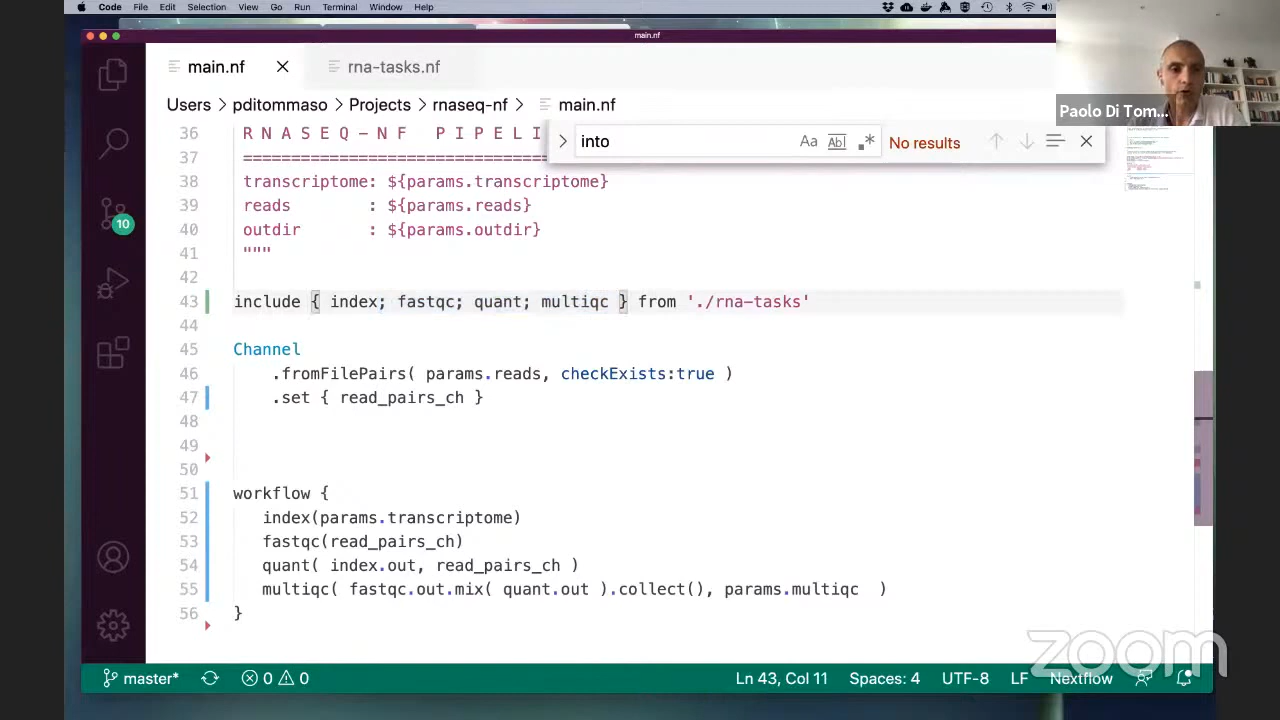 Code File Edit Selection View Go Run Terminal Window Help
main.nf
main.nf rna-tasks.nf
Users > pditommaso > Projects > rnaseq-nf > main.nf
Paolo Di Tom...
into Aa Abl .* No results
36 R N A S E Q - N F P I P E L I
37 ===============================
38 transcriptome: ${params.transcriptome}
39 reads : ${params.reads}
40 outdir : ${params.outdir}
41 """
42
43 include { index; fastqc; quant; multiqc } from './rna-tasks'
44
45 Channel
46 .fromFilePairs( params.reads, checkExists:true )
47 .set { read_pairs_ch }
48
49
50
51 workflow {
52 index(params.transcriptome)
53 fastqc(read_pairs_ch)
54 quant( index.out, read_pairs_ch )
55 multiqc( fastqc.out.mix( quant.out ).collect(), params.multiqc )
56 }
10
zoom
master* 0 0 Ln 43, Col 11 Spaces: 4 UTF-8 LF Nextflow